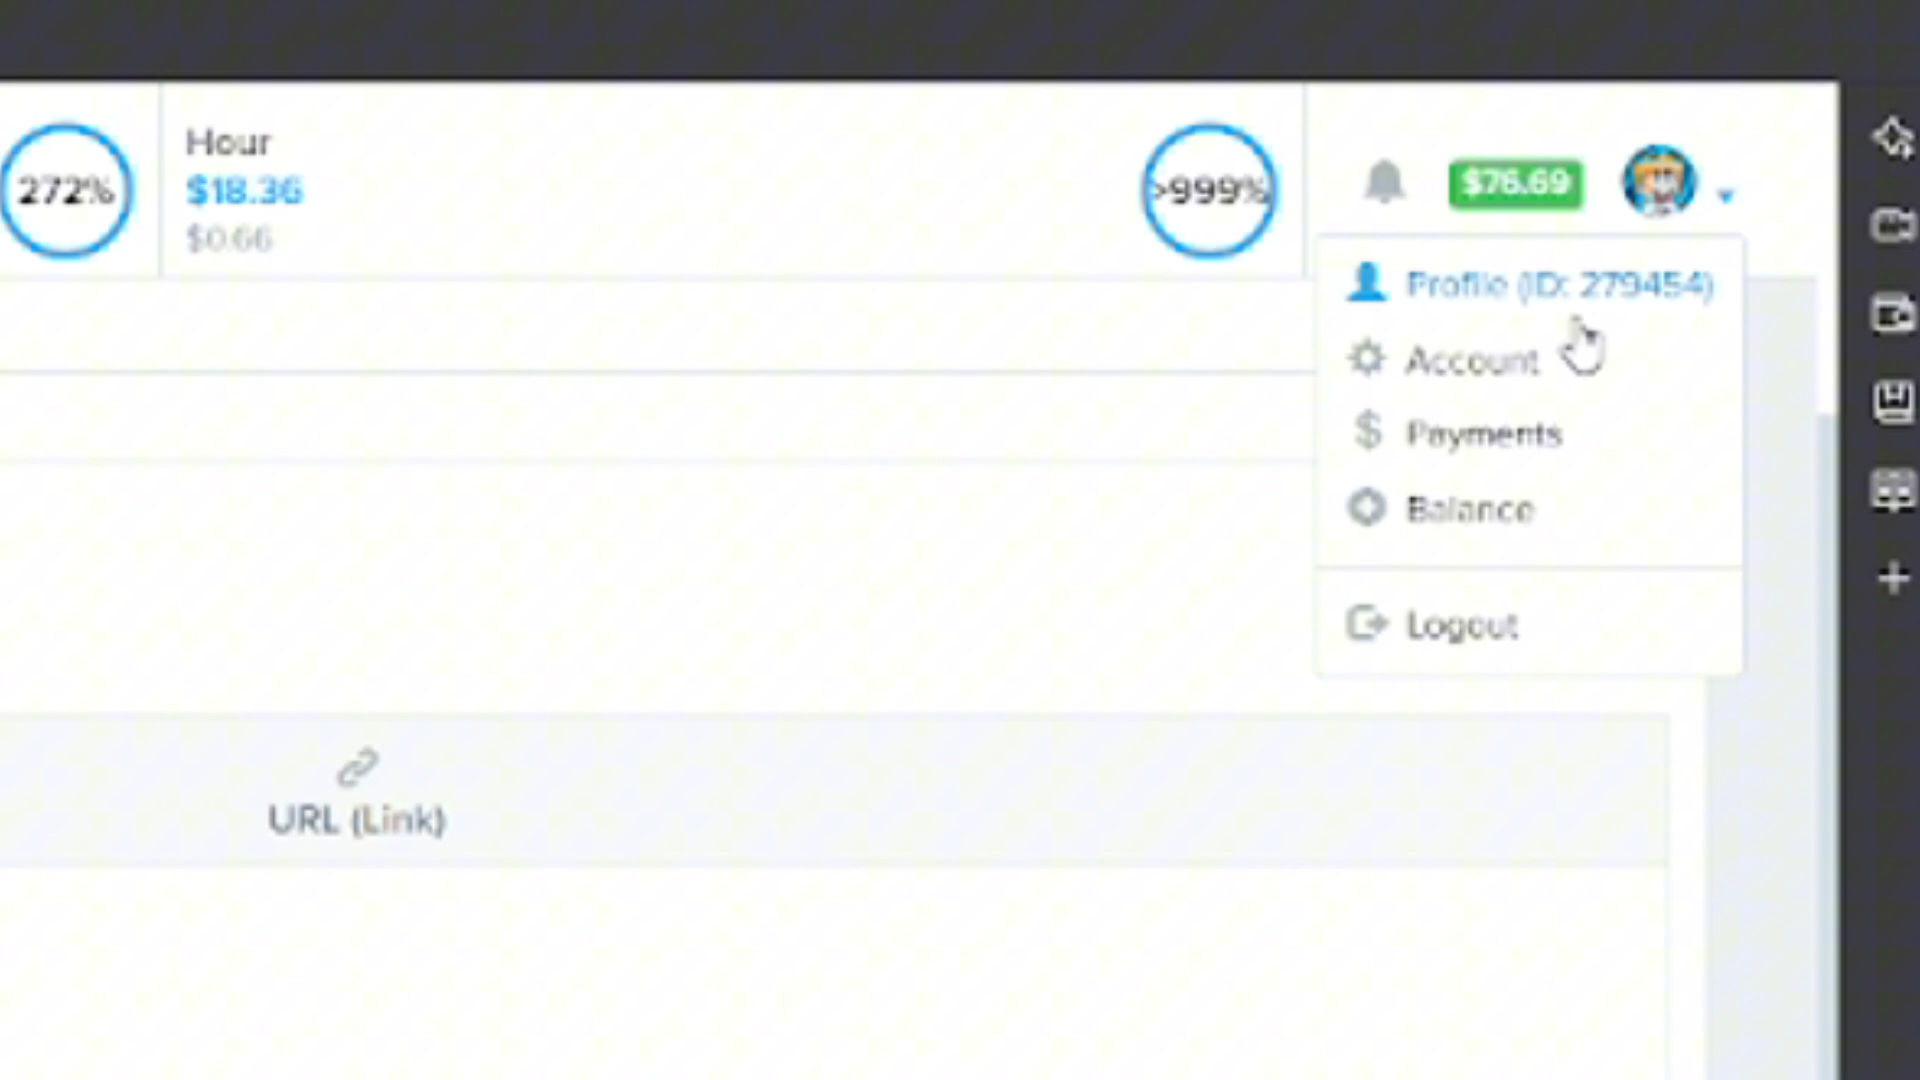 272%
Hour
$18.36
$0.66
>999%
$76.69
Profile (ID: 279454)
Account
Payments
Balance
Logout
URL (Link)